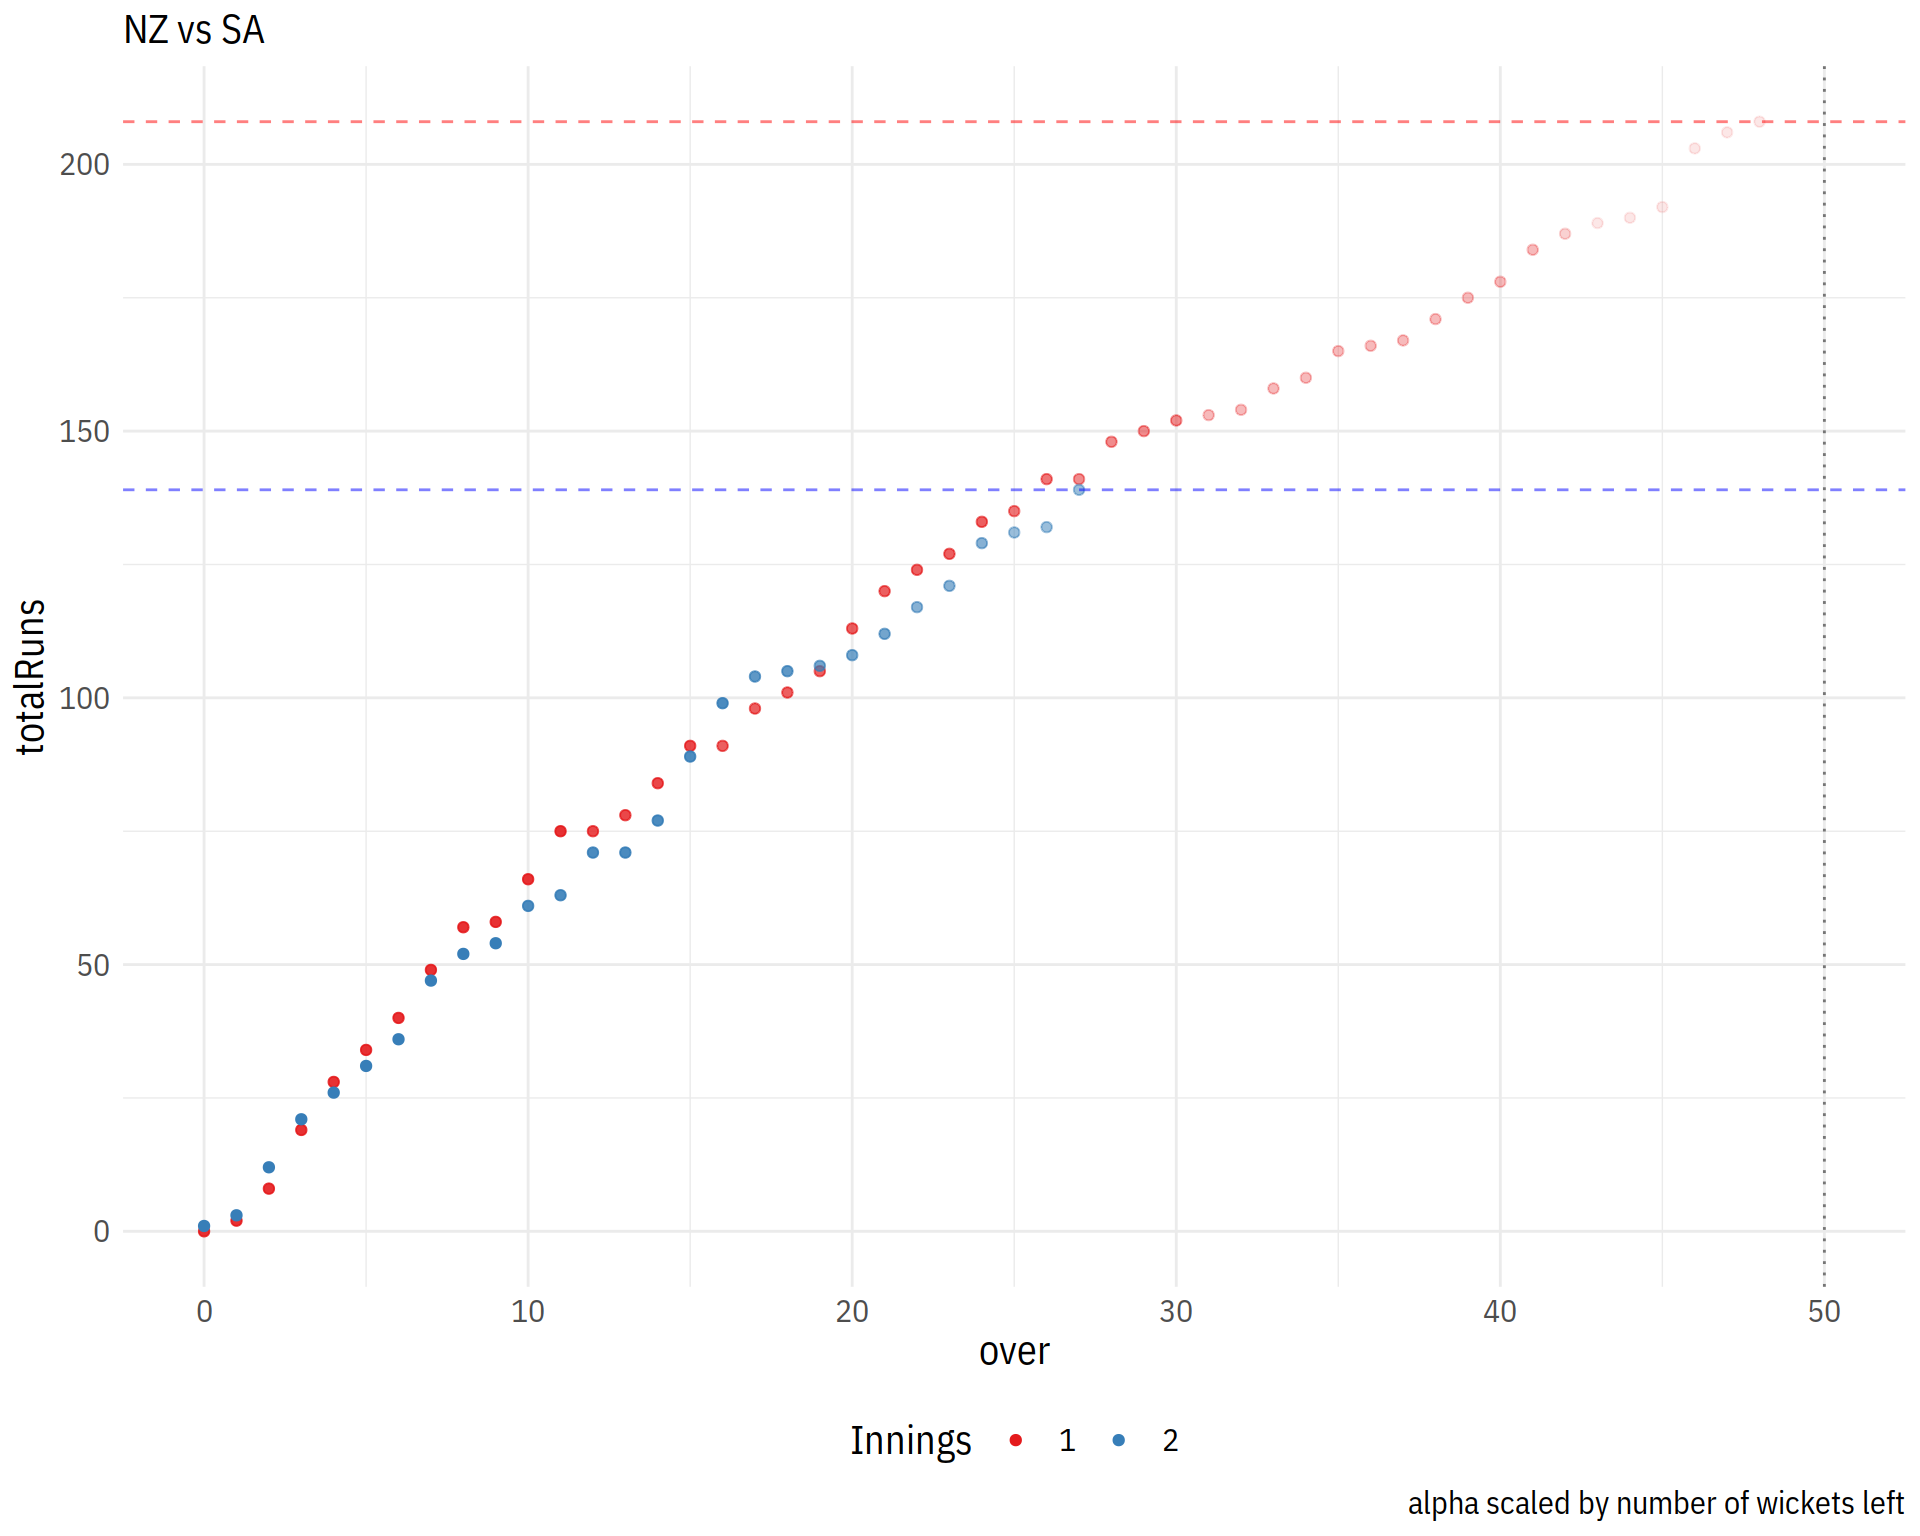 NZ vs SA
200
150
100
50
0
totalRuns
0 10 20 30 40 50
over
Innings 1 2
alpha scaled by number of wickets left